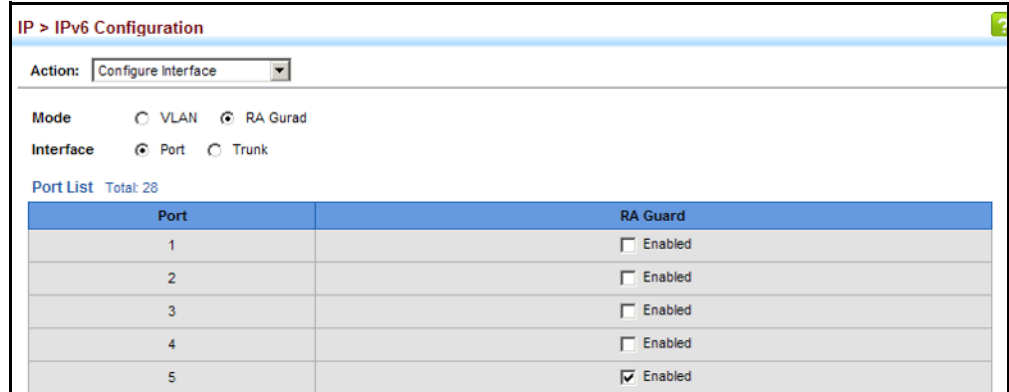 IP > IPv6 Configuration
?
Action: Configure Interface
Mode VLAN RA Gurad
Interface Port Trunk
Port List Total: 28
Port RA Guard
1 Enabled
2 Enabled
3 Enabled
4 Enabled
5 Enabled